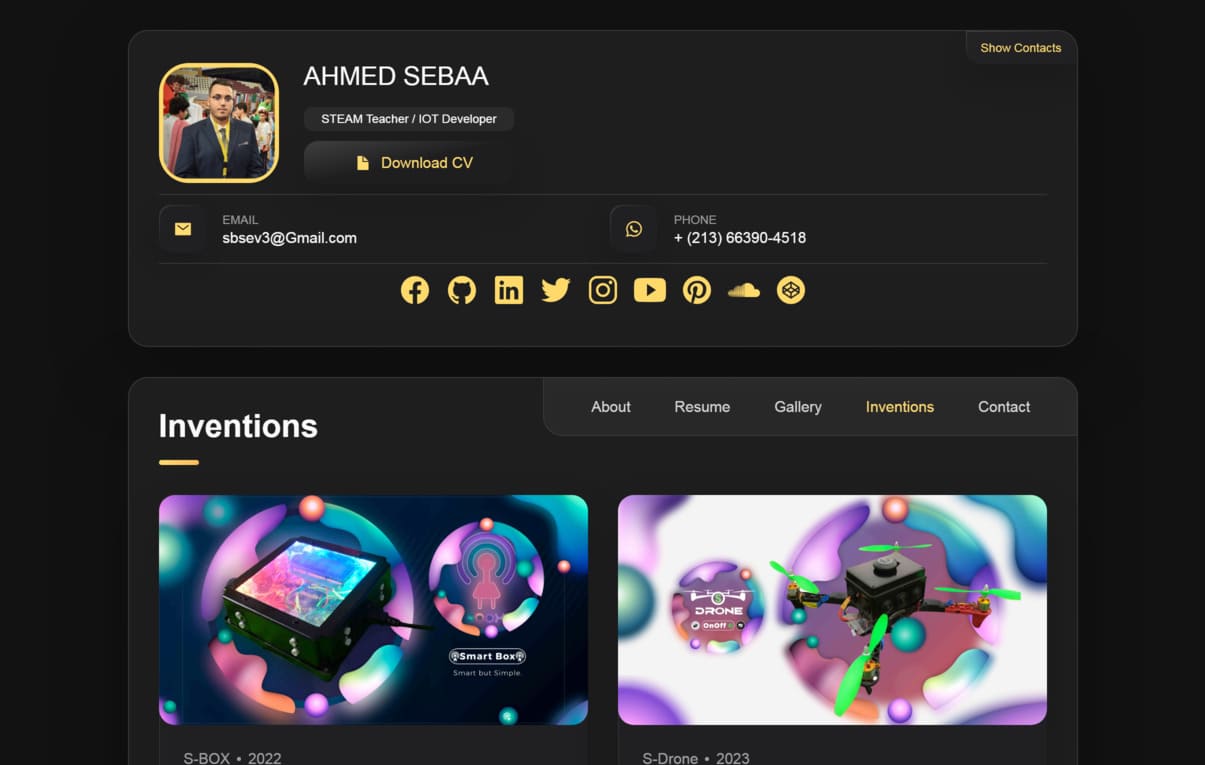 Show Contacts
AHMED SEBAA
STEAM Teacher / IOT Developer
Download CV
EMAIL
sbsev3@Gmail.com
PHONE
+ (213) 66390-4518
About
Resume
Gallery
Inventions
Contact
Inventions
Smart Box
Smart but Simple.
S
DRONE
OnOff
S-BOX • 2022
S-Drone • 2023